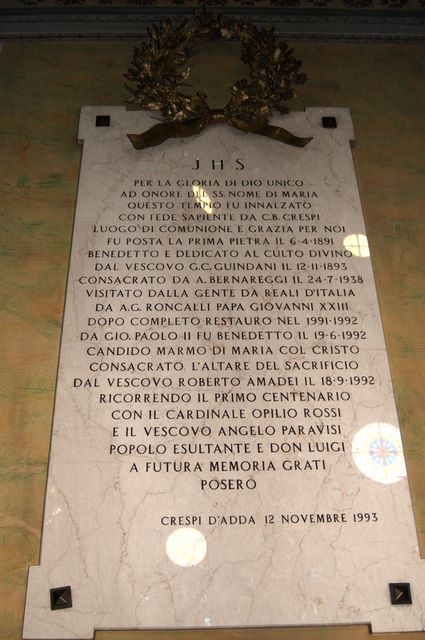 J H S
PER LA GLORIA DI DIO UNICO
AD ONORE DEL SS. NOME DI MARIA
QUESTO TEMPIO FU INNALZATO
CON FEDE SAPIENTE DA C.B. CRESPI
LUOGO DI COMUNIONE E GRAZIA PER NOI
FU POSTA LA PRIMA PIETRA IL 6-4-1891
BENEDETTO E DEDICATO AL CULTO DIVINO
DAL VESCOVO G.C. GUINDANI IL 12-11-1893
CONSACRATO DA A. BERNAREGGI IL 24-7-1938
VISITATO DALLA GENTE DA REALI D'ITALIA
DA A.G. RONCALLI PAPA GIOVANNI XXIII.
DOPO COMPLETO RESTAURO NEL 1991-1992
DA GIO. PAOLO II FU BENEDETTO IL 19-6-1992
CANDIDO MARMO DI MARIA COL CRISTO
CONSACRATO L'ALTARE DEL SACRIFICIO
DAL VESCOVO ROBERTO AMADEI IL 18-9-1992
RICORRENDO IL PRIMO CENTENARIO
CON IL CARDINALE OPILIO ROSSI
E IL VESCOVO ANGELO PARAVISI
POPOLO ESULTANTE E DON LUIGI
A FUTURA MEMORIA GRATI
POSERO
CRESPI D'ADDA 12 NOVEMBRE 1993